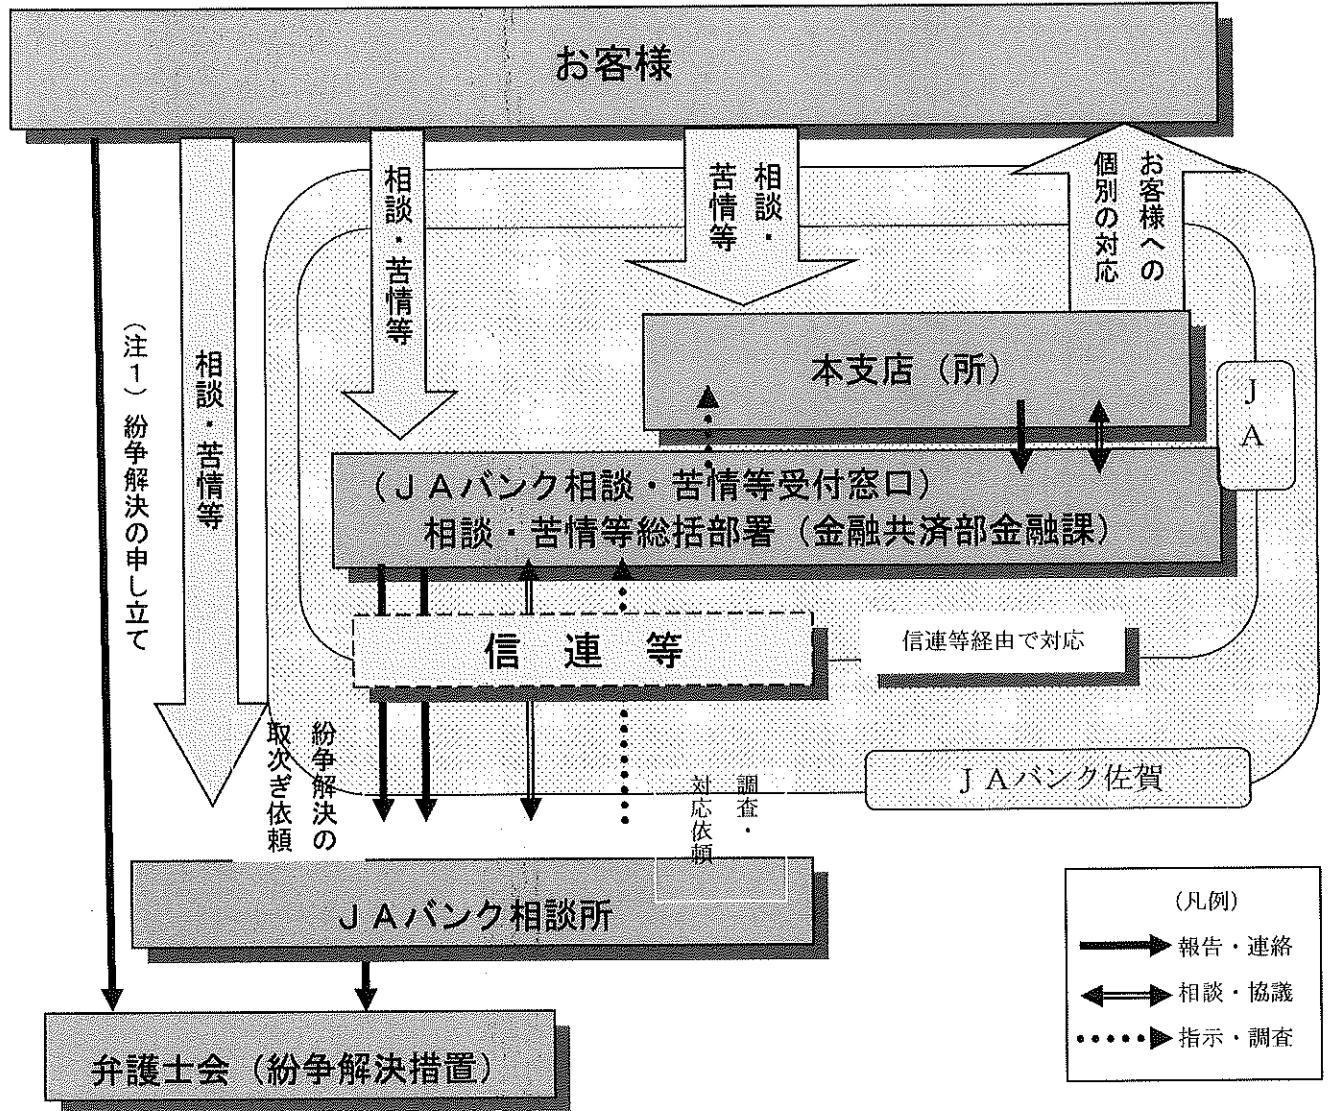 お客様
相談・苦情等
相談・
苦情等
お客様への
個別の対応
(注1)紛争解決の申し立て
相談・苦情等
本支店(所)
JA
(JAバンク相談・苦情等受付窓口)
相談・苦情等総括部署(金融共済部金融課)
信連等
信連等経由で対応
紛争解決の
取次ぎ依頼
調査・
対応依頼
JAバンク佐賀
JAバンク相談所
弁護士会(紛争解決措置)
(凡例)
報告・連絡
相談・協議
指示・調査